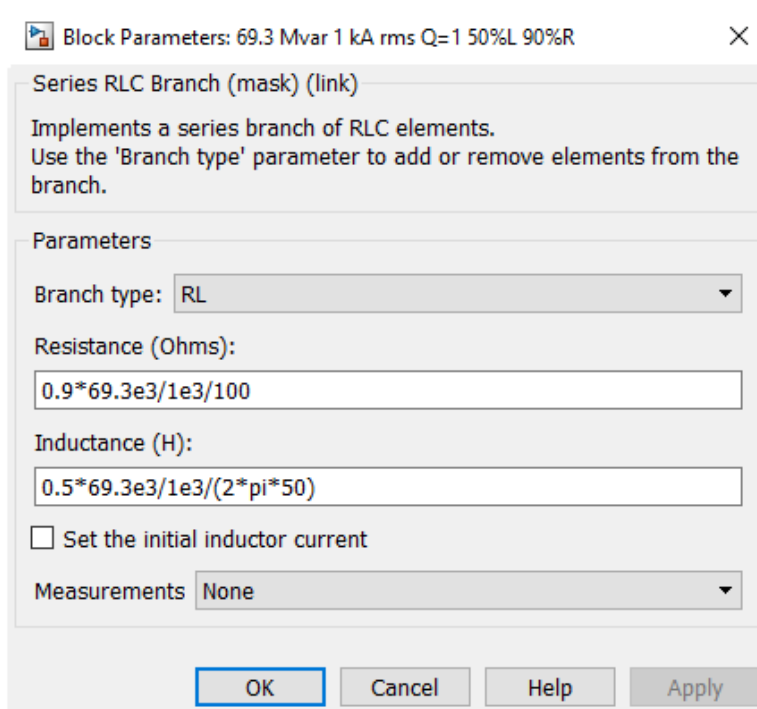 Block Parameters: 69.3 Mvar 1 kA rms Q=1 50%L 90%R
Series RLC Branch (mask) (link)
Implements a series branch of RLC elements.
Use the 'Branch type' parameter to add or remove elements from the
branch.
Parameters
Branch type: RL
Resistance (Ohms):
0.9*69.3e3/1e3/100
Inductance (H):
0.5*69.3e3/1e3/(2*pi*50)
Set the initial inductor current
Measurements None
OK Cancel Help Apply